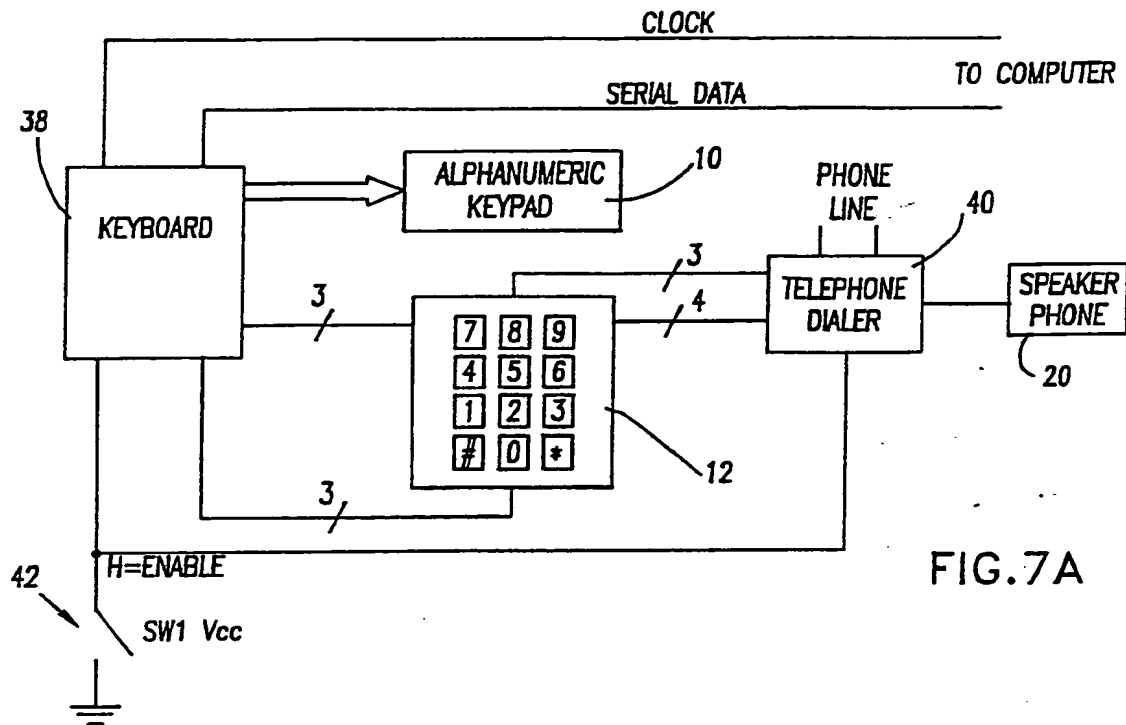 CLOCK
TO COMPUTER
SERIAL DATA
38
ALPHANUMERIC
KEYPAD
10
KEYBOARD
PHONE
LINE
40
3
TELEPHONE
DIALER
SPEAKER
PHONE
20
3
4
7 8 9
4 5 6
1 2 3
# 0 *
12
3
H=ENABLE
42
SW1 Vcc
FIG.7A